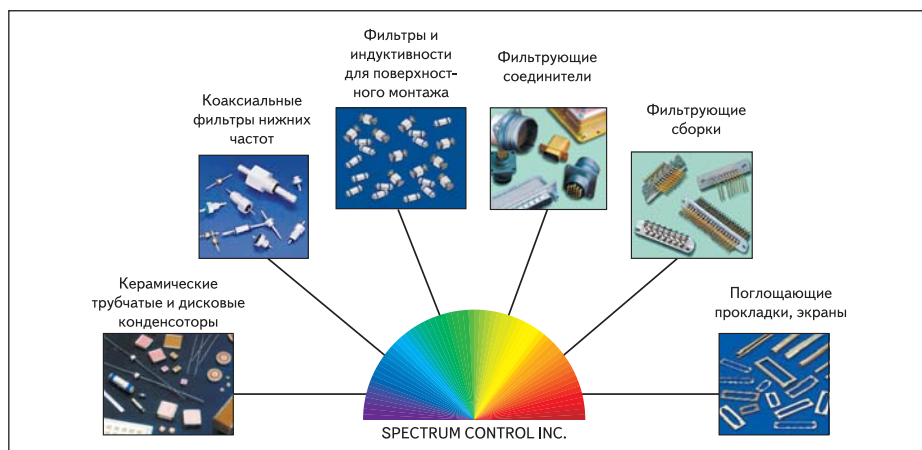 Керамические
трубчатые и дисковые
конденсоторы
Коаксиальные
фильтры нижних
частот
Фильтры и
индуктивности
для поверхност-
ного монтажа
Фильтрующие
соединители
Фильтрующие
сборки
Поглощающие
прокладки, экраны
SPECTRUM CONTROL INC.